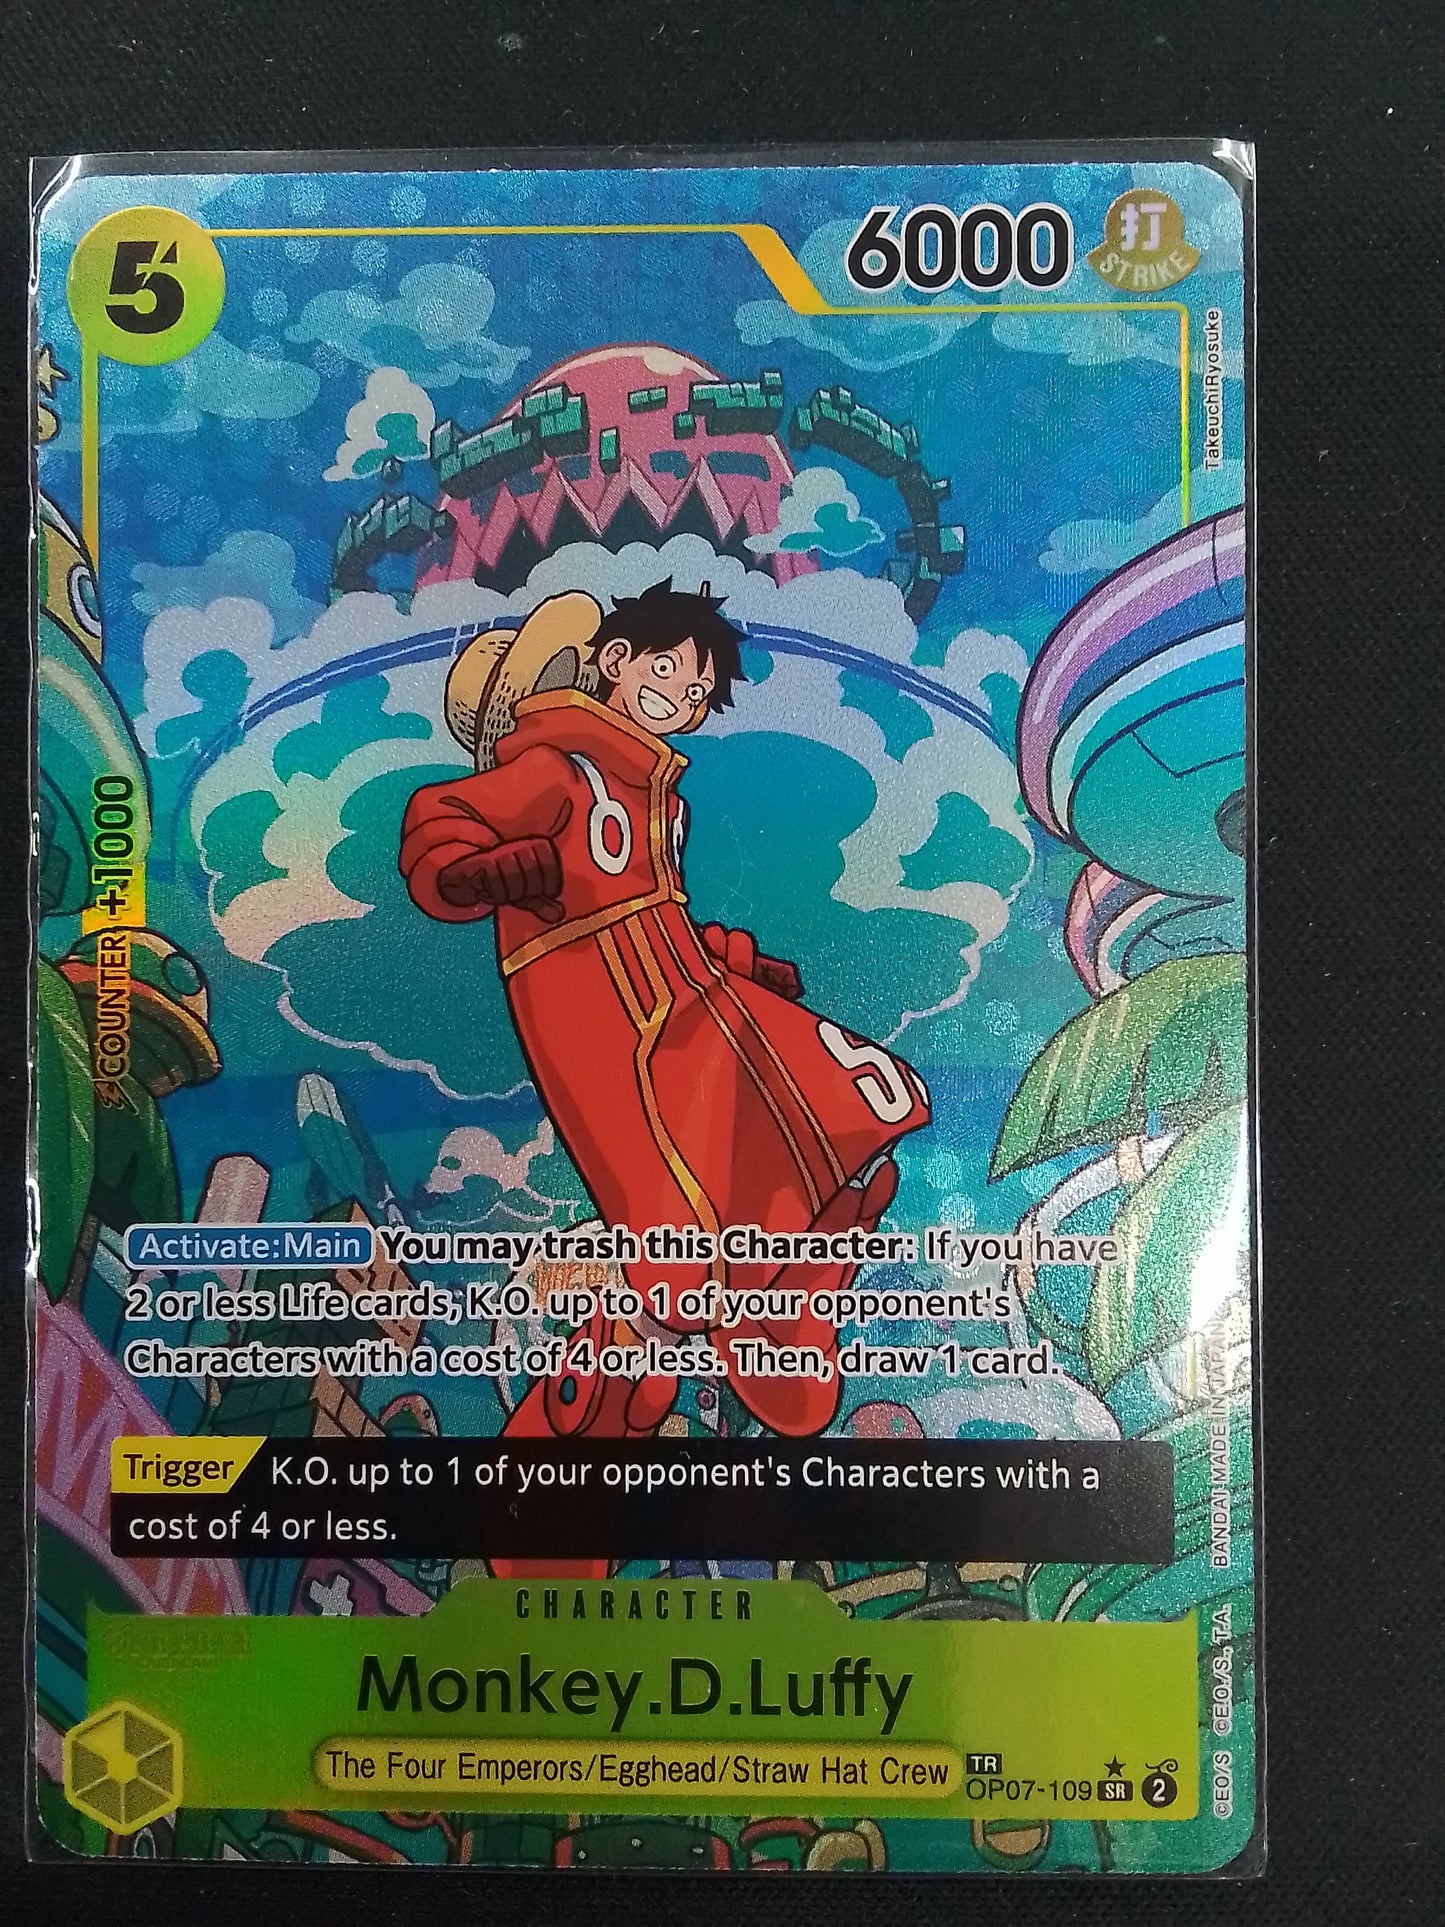 5
6000
打
STRIKE
TakeuchiRyosuke
COUNTER +1000
Activate:Main You may trash this Character: If you have
2 or less Life cards, K.O. up to 1 of your opponent's
Characters with a cost of 4 or less. Then, draw 1 card.
Trigger K.O. up to 1 of your opponent's Characters with a
cost of 4 or less.
CHARACTER
Monkey.D.Luffy
The Four Emperors/Egghead/Straw Hat Crew
TR
OP07-109 ★ SR 2
©EO/S ©EO/S., T.A. BANDAI MADE IN JAPAN